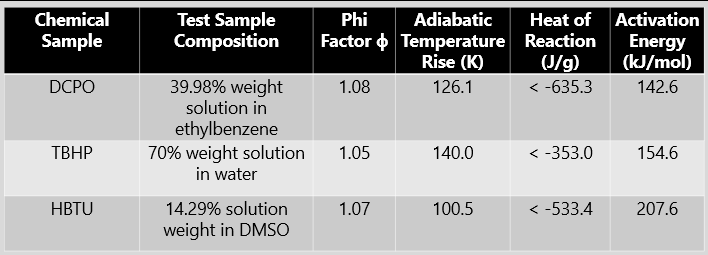 Chemical Sample Test Sample Composition Phi Factor ϕ Adiabatic Temperature Rise (K) Heat of Reaction (J/g) Activation Energy (kJ/mol)
DCPO 39.98% weight solution in ethylbenzene 1.08 126.1 < -635.3 142.6
TBHP 70% weight solution in water 1.05 140.0 < -353.0 154.6
HBTU 14.29% solution weight in DMSO 1.07 100.5 < -533.4 207.6